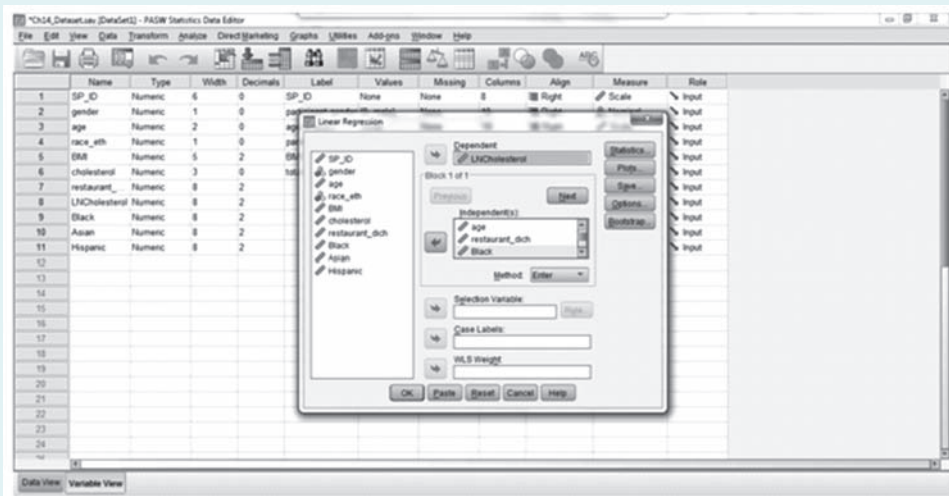 *Ch14_Dataset.sav [DataSet1] - PASW Statistics Data Editor
File Edit View Data Transform Analyze Direct Marketing Graphs Utilities Add-ons Window Help
Name Type Width Decimals Label Values Missing Columns Align Measure Role
1 SP_ID Numeric 6 0 SP_ID None None 8 Right Scale Input
2 gender Numeric 1 0 Input
3 age Numeric 2 0 Input
4 race_eth Numeric 1 0 Input
5 BMI Numeric 5 2 Input
6 cholesterol Numeric 3 0 Input
7 restaurant_ Numeric 8 2 Input
8 LNCholesterol Numeric 8 2 Input
9 Black Numeric 8 2 Input
10 Asian Numeric 8 2 Input
11 Hispanic Numeric 8 2 Input
12
13
14
15
16
17
18
19
20
21
22
23
24
Linear Regression
SP_ID
gender
age
race_eth
BMI
cholesterol
restaurant_dich
Black
Asian
Hispanic
Dependent:
LNCholesterol
Block 1 of 1
Previous Next
Independent(s):
age
restaurant_dich
Black
Method: Enter
Selection Variable:
Rule...
Case Labels:
WLS Weight:
Statistics...
Plots...
Save...
Options...
Bootstrap...
OK Paste Reset Cancel Help
Data View Variable View